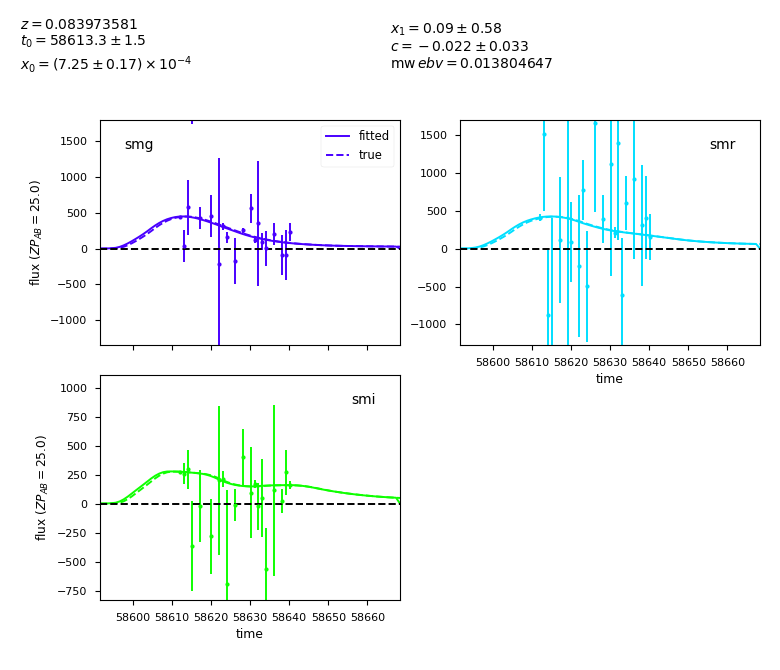 z = 0.083973581
t₀ = 58613.3 ± 1.5
x₀ = (7.25 ± 0.17) × 10⁻⁴
x₁ = 0.09 ± 0.58
c = −0.022 ± 0.033
mwebv = 0.013804647
smg
fitted
true
1500
1000
500
0
−500
−1000
flux (ZP_AB = 25.0)
smr
1500
1000
500
0
−500
−1000
58600 58610 58620 58630 58640 58650 58660
time
smi
1000
750
500
250
0
−250
−500
−750
flux (ZP_AB = 25.0)
58600 58610 58620 58630 58640 58650 58660
time